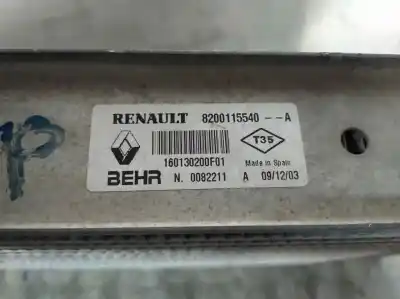 RENAULT 8200115540 --A
T35
160130200F01
Made in Spain
BEHR N. 0082211 A 09/12/03